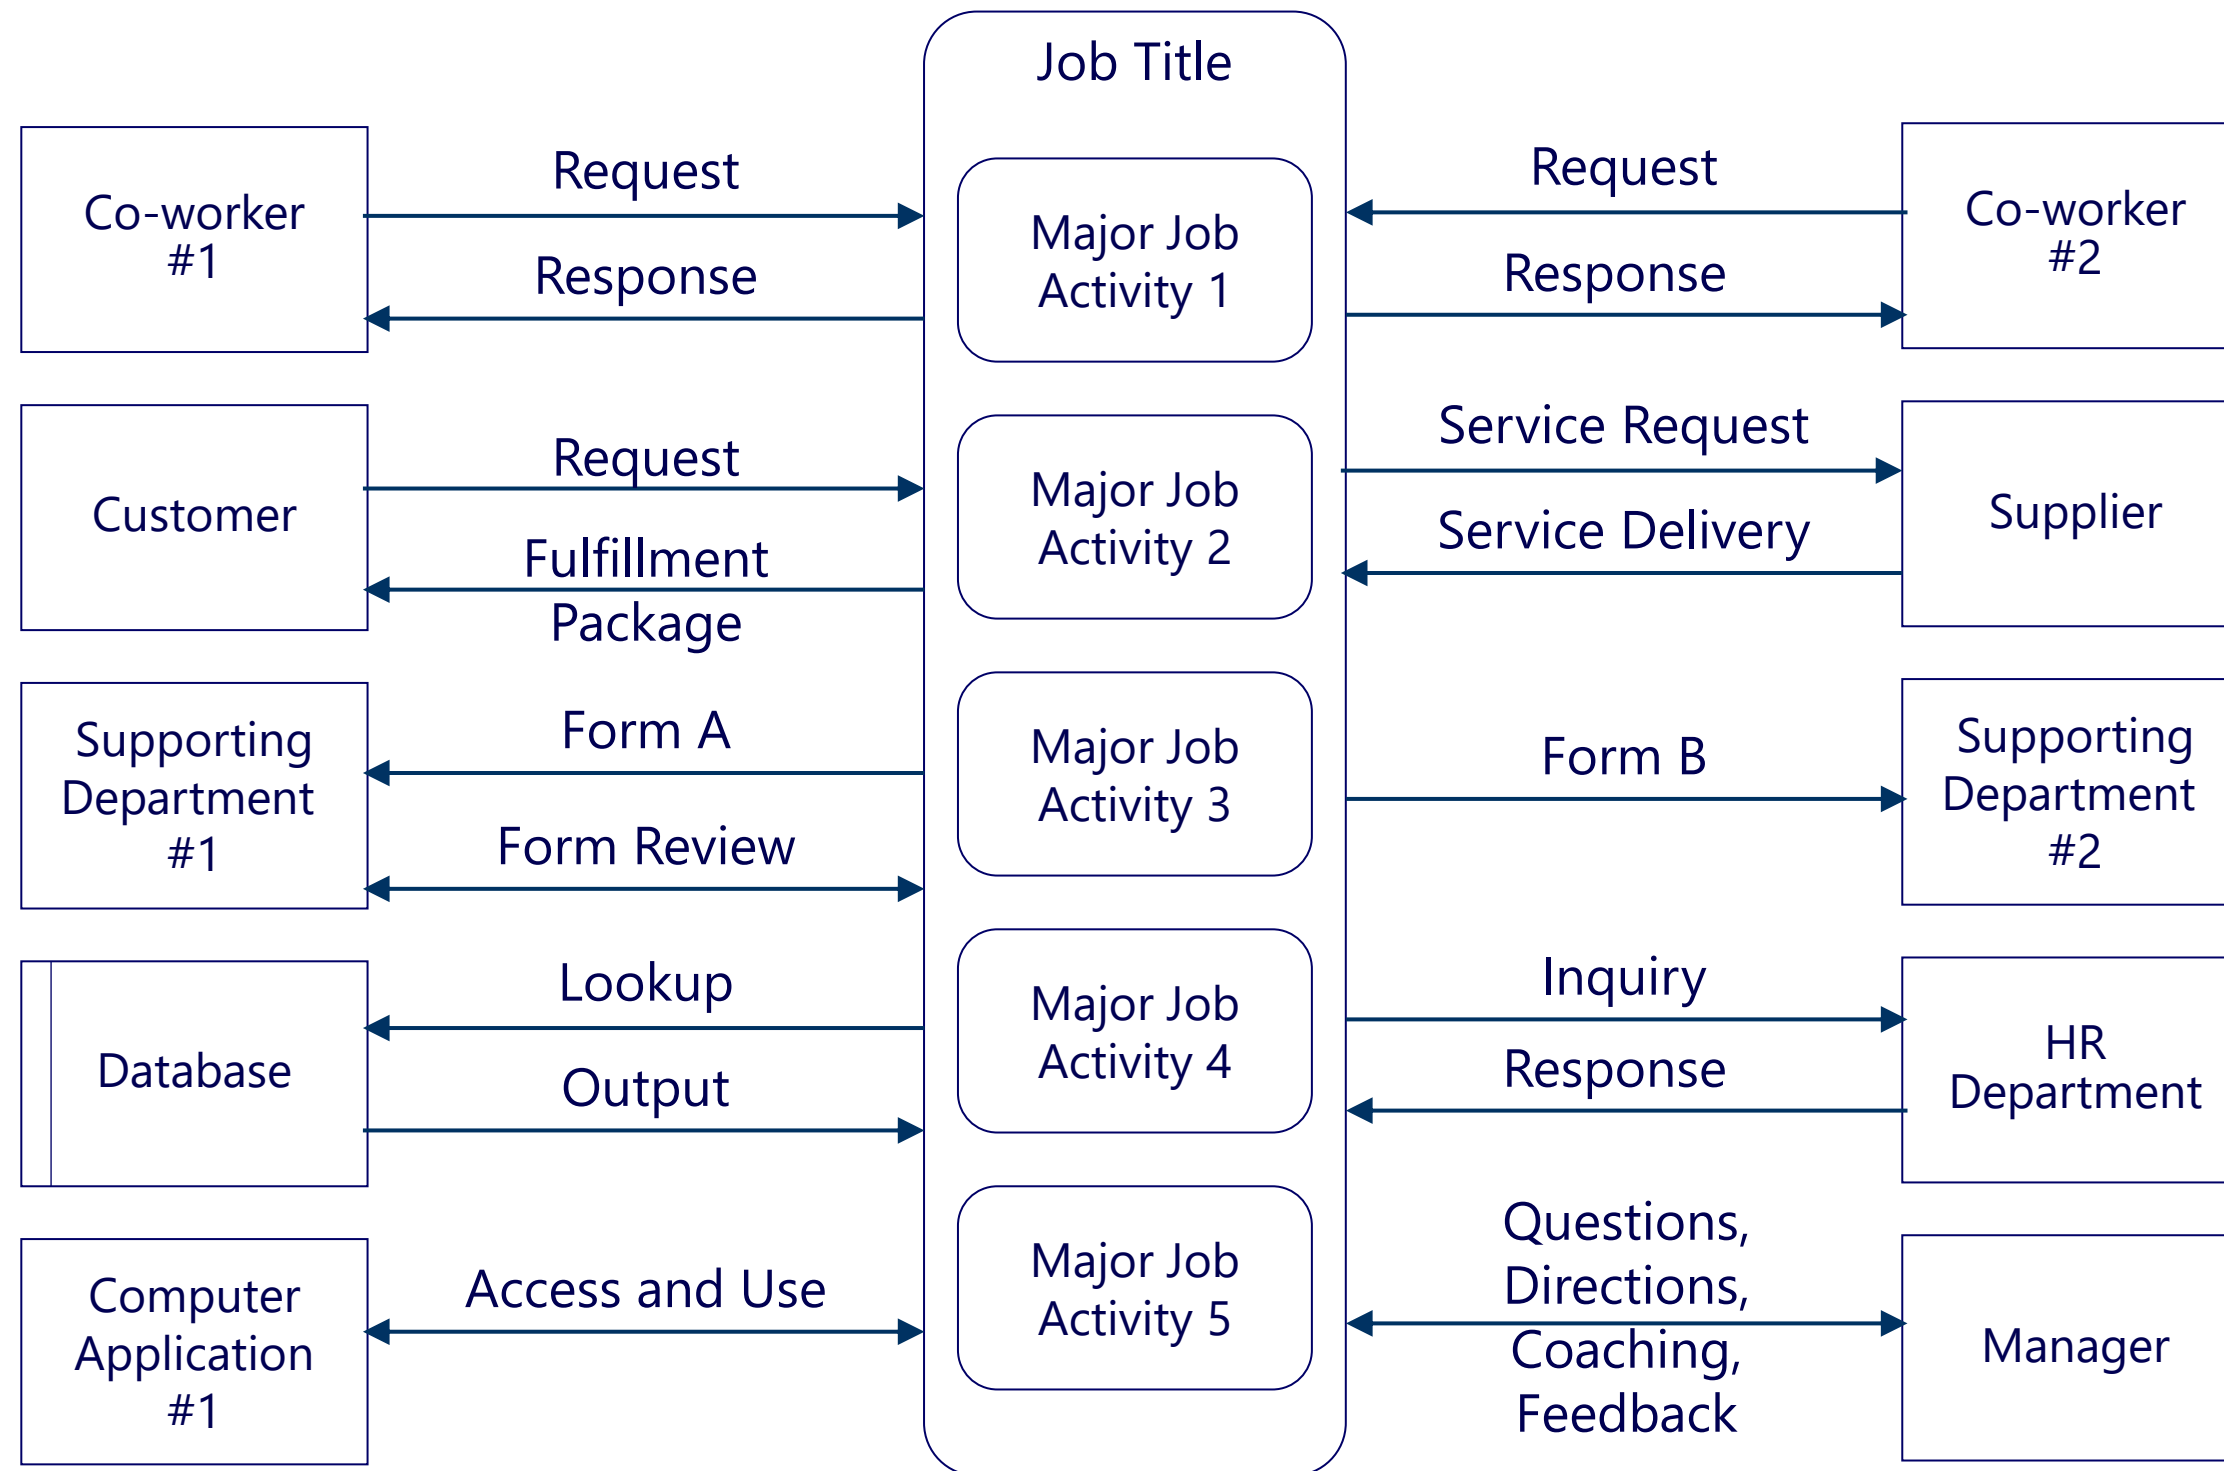 Job Title
Co-worker
#1
Request
Response
Major Job
Activity 1
Request
Response
Co-worker
#2
Customer
Request
Fulfillment
Package
Major Job
Activity 2
Service Request
Service Delivery
Supplier
Supporting
Department
#1
Form A
Form Review
Major Job
Activity 3
Form B
Supporting
Department
#2
Database
Lookup
Output
Major Job
Activity 4
Inquiry
Response
HR
Department
Computer
Application
#1
Access and Use
Major Job
Activity 5
Questions,
Directions,
Coaching,
Feedback
Manager